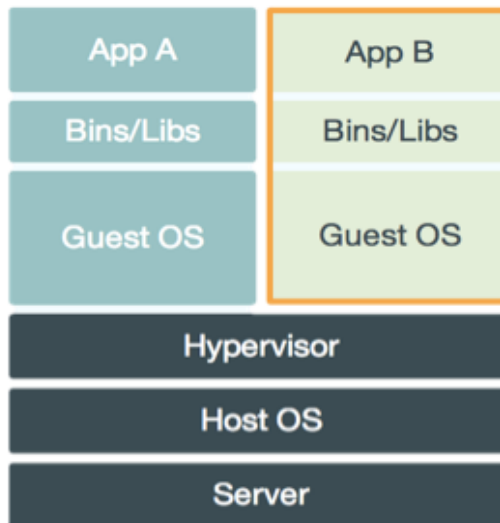 App A
App B
Bins/Libs
Bins/Libs
Guest OS
Guest OS
Hypervisor
Host OS
Server